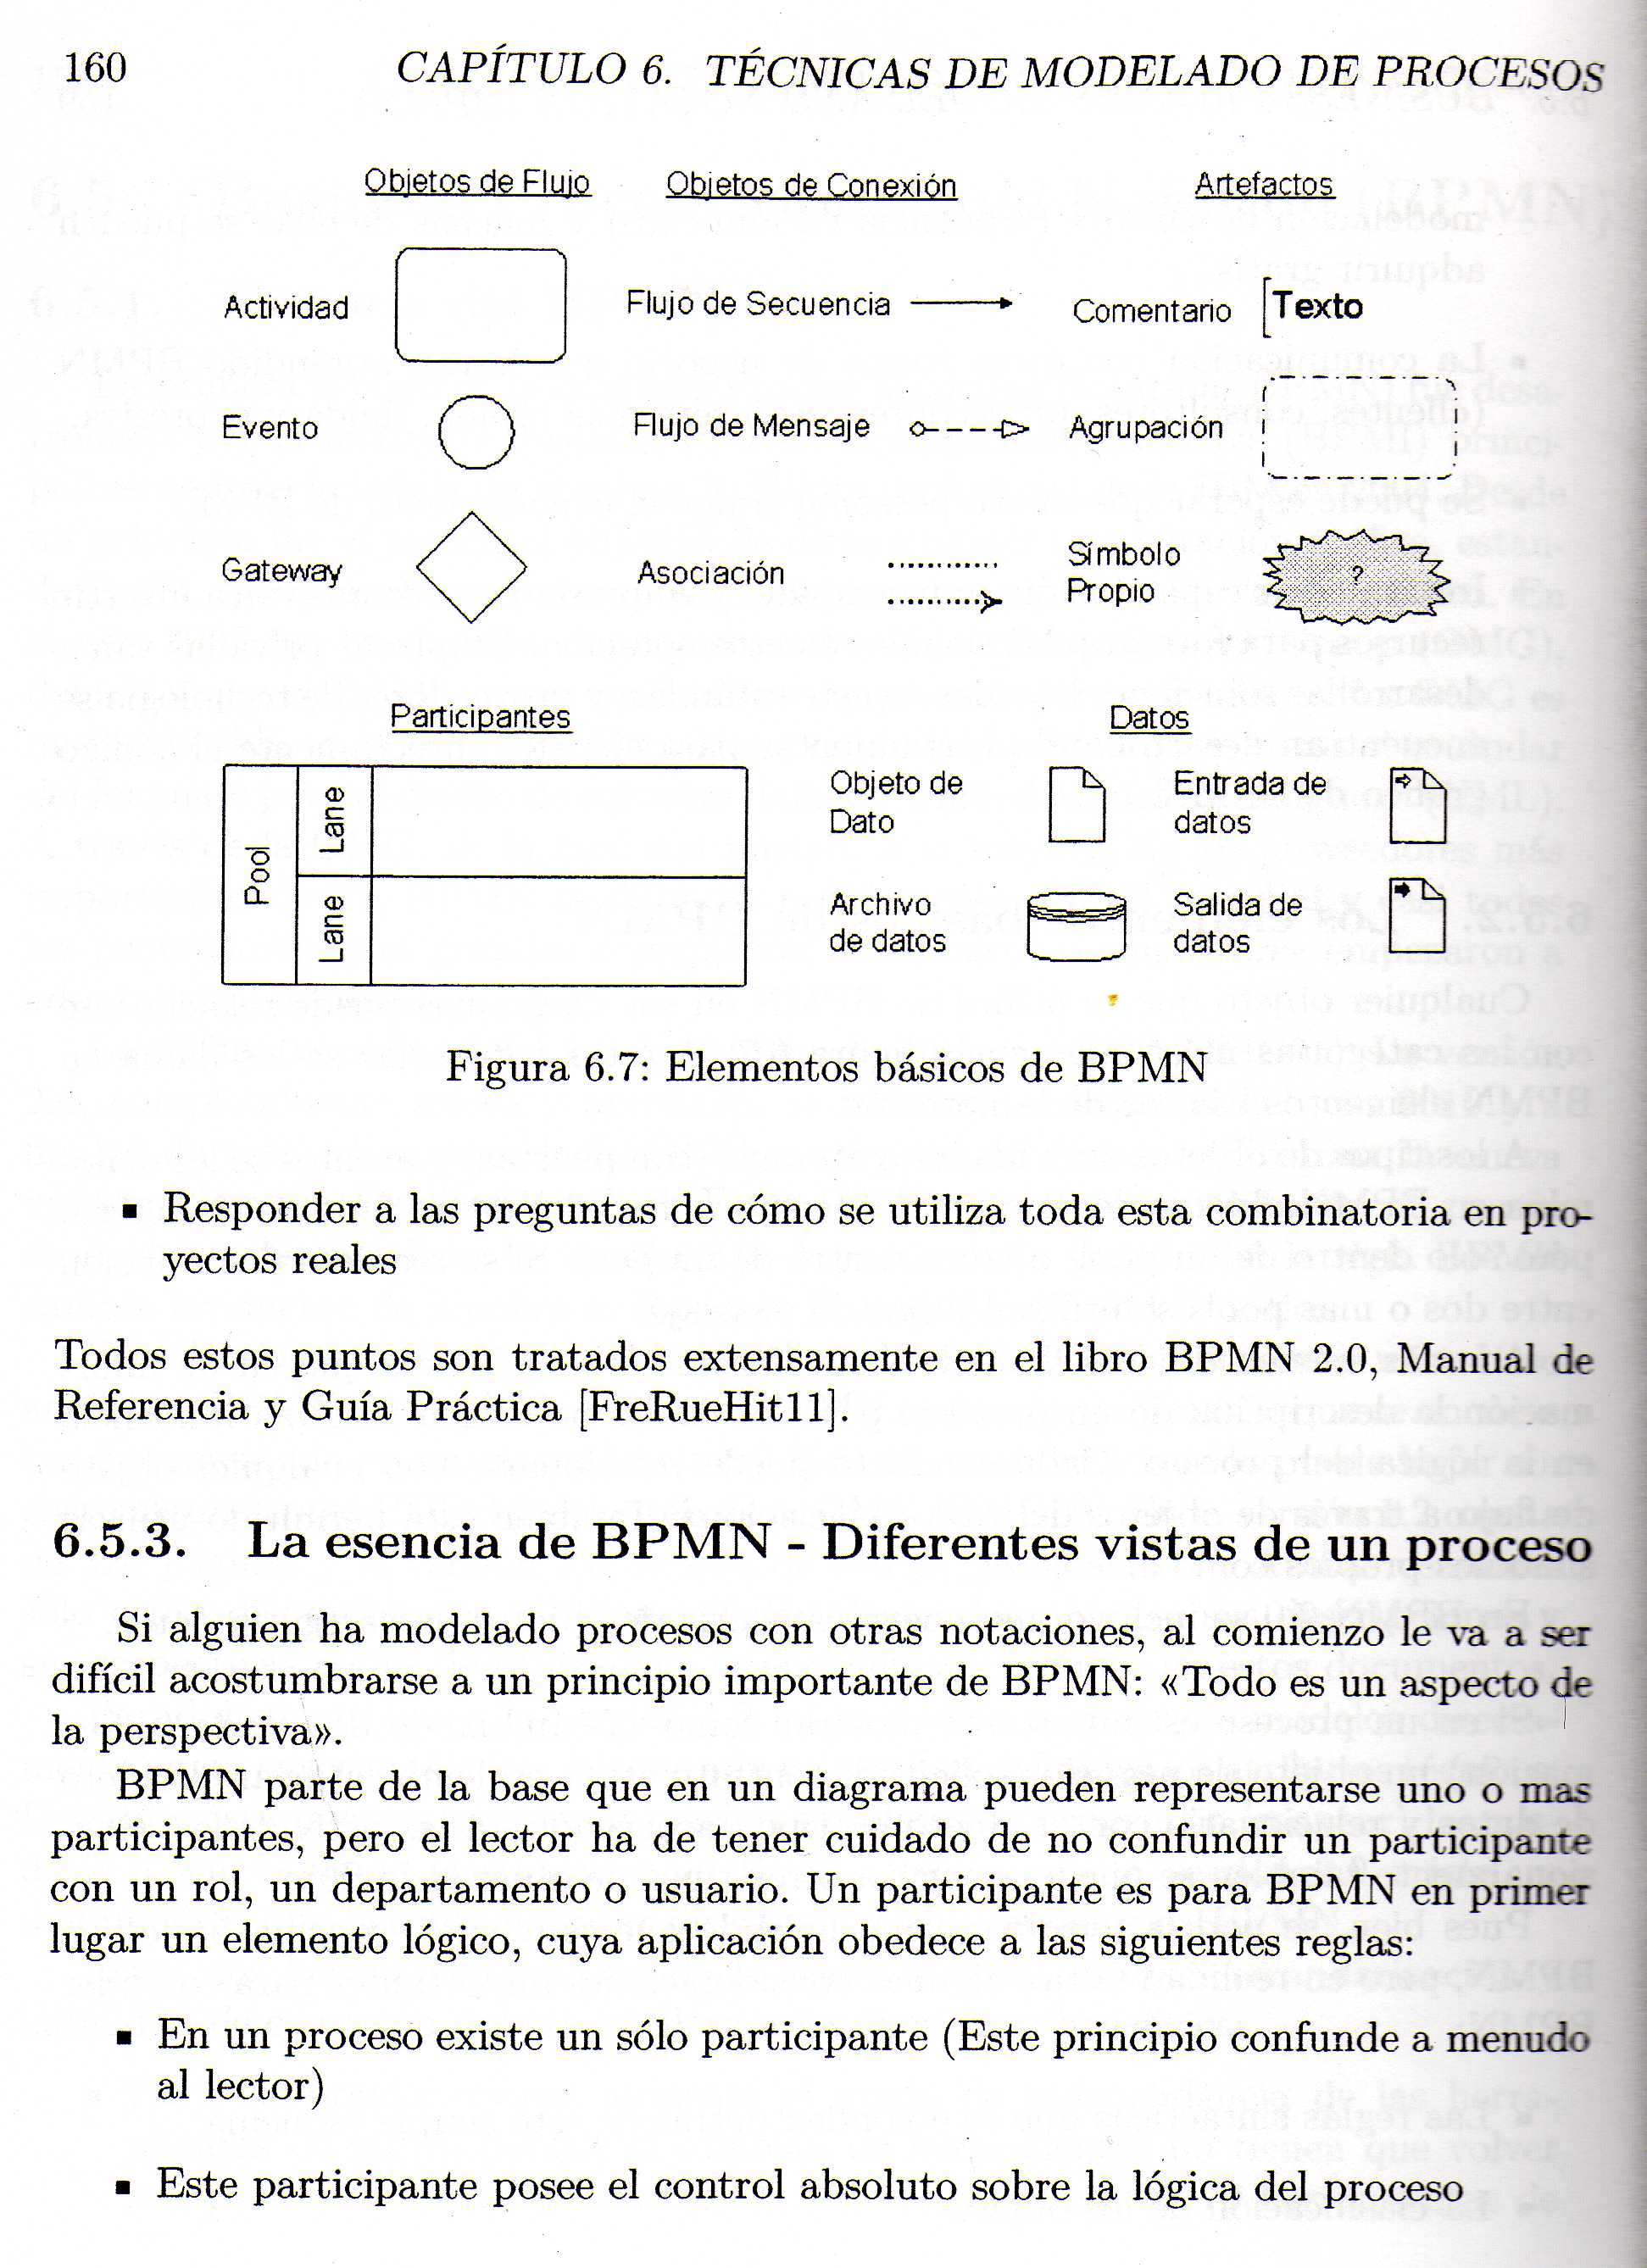 160 CAPÍTULO 6. TÉCNICAS DE MODELADO DE PROCESOS
Objetos de Flujo Objetos de Conexión Artefactos
Actividad Flujo de Secuencia Comentario Texto
Evento Flujo de Mensaje Agrupación
Gateway Asociación Símbolo
Propio ?
Participantes Datos
Pool
Lane
Lane
Objeto de
Dato
Entrada de
datos
Archivo
de datos
Salida de
datos
Figura 6.7: Elementos básicos de BPMN
▪ Responder a las preguntas de cómo se utiliza toda esta combinatoria en pro-
yectos reales
Todos estos puntos son tratados extensamente en el libro BPMN 2.0, Manual de
Referencia y Guía Práctica [FreRueHit11].
6.5.3. La esencia de BPMN - Diferentes vistas de un proceso
Si alguien ha modelado procesos con otras notaciones, al comienzo le va a ser
difícil acostumbrarse a un principio importante de BPMN: «Todo es un aspecto de
la perspectiva».
BPMN parte de la base que en un diagrama pueden representarse uno o mas
participantes, pero el lector ha de tener cuidado de no confundir un participante
con un rol, un departamento o usuario. Un participante es para BPMN en primer
lugar un elemento lógico, cuya aplicación obedece a las siguientes reglas:
▪ En un proceso existe un sólo participante (Este principio confunde a menudo
al lector)
▪ Este participante posee el control absoluto sobre la lógica del proceso